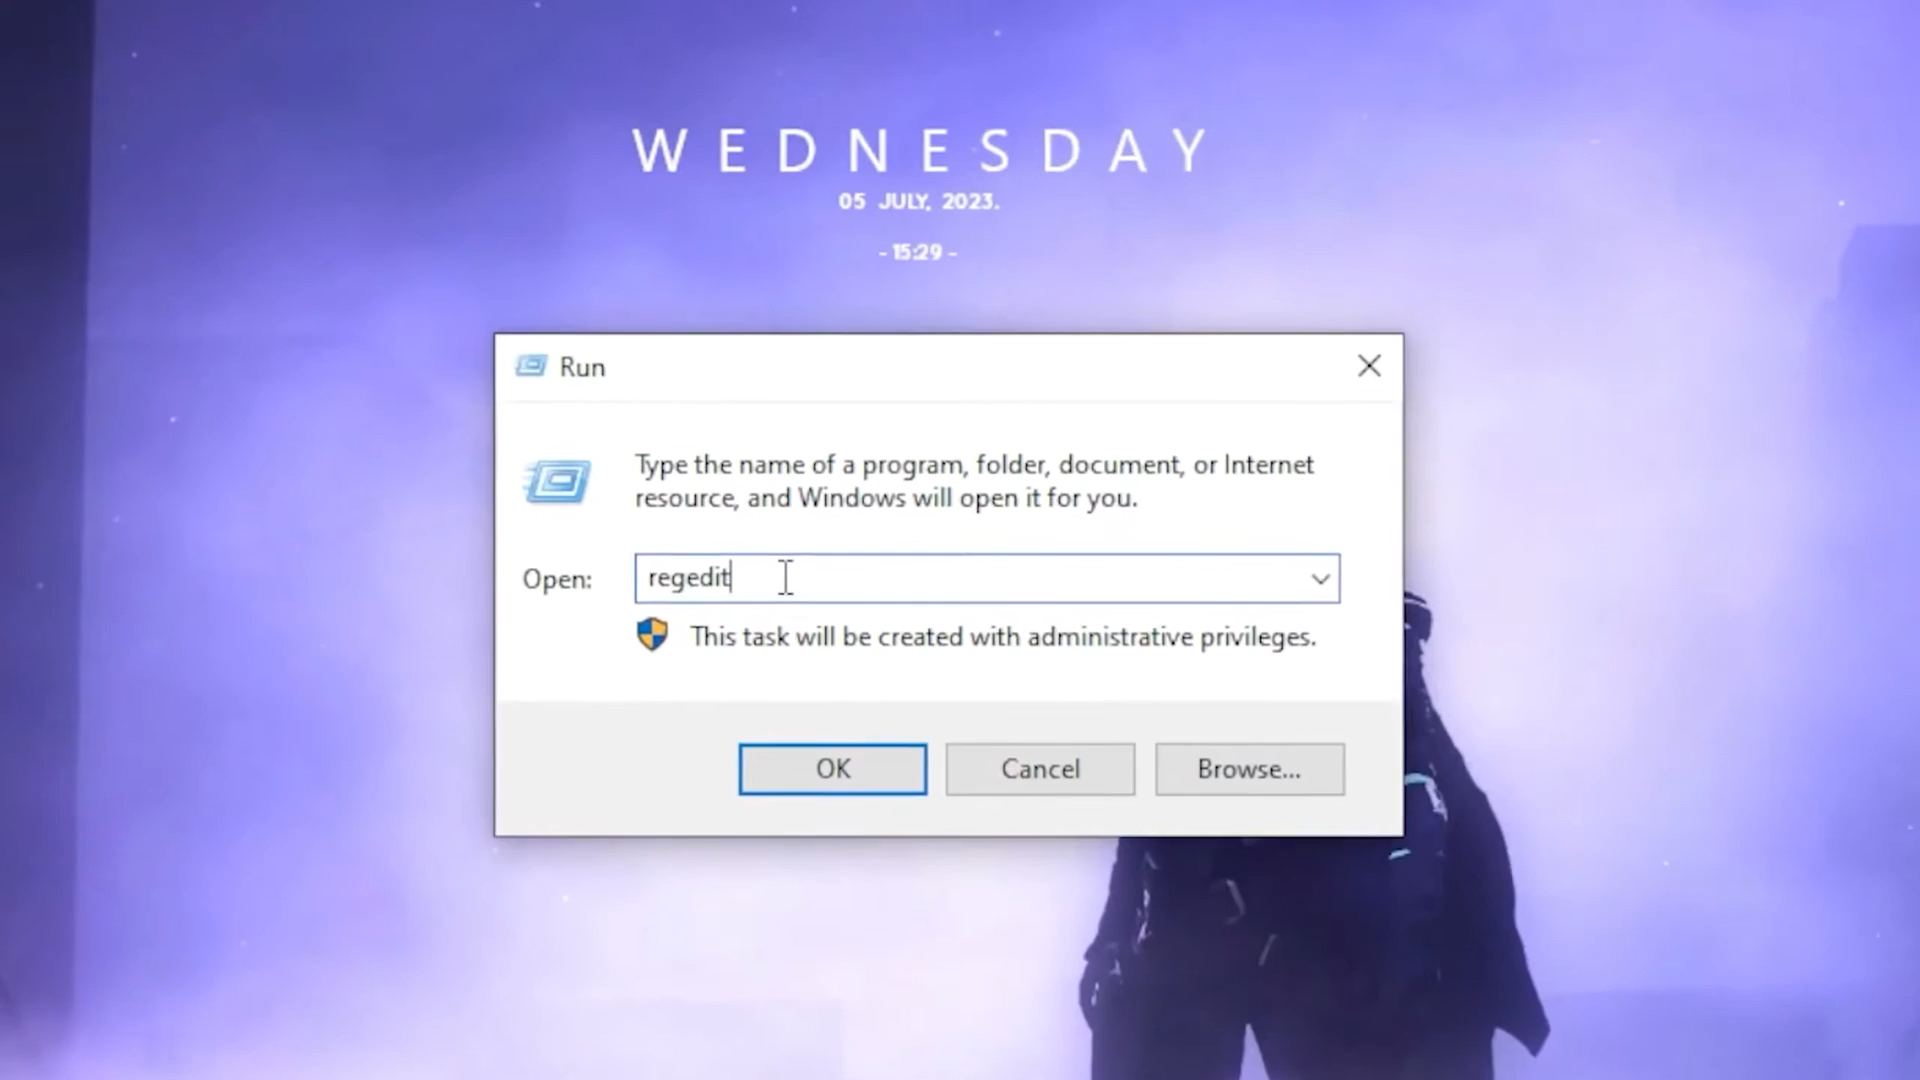 WEDNESDAY
05 JULY, 2023.
- 15:29 -
Run
Type the name of a program, folder, document, or Internet
resource, and Windows will open it for you.
Open: regedit
This task will be created with administrative privileges.
OK Cancel Browse...